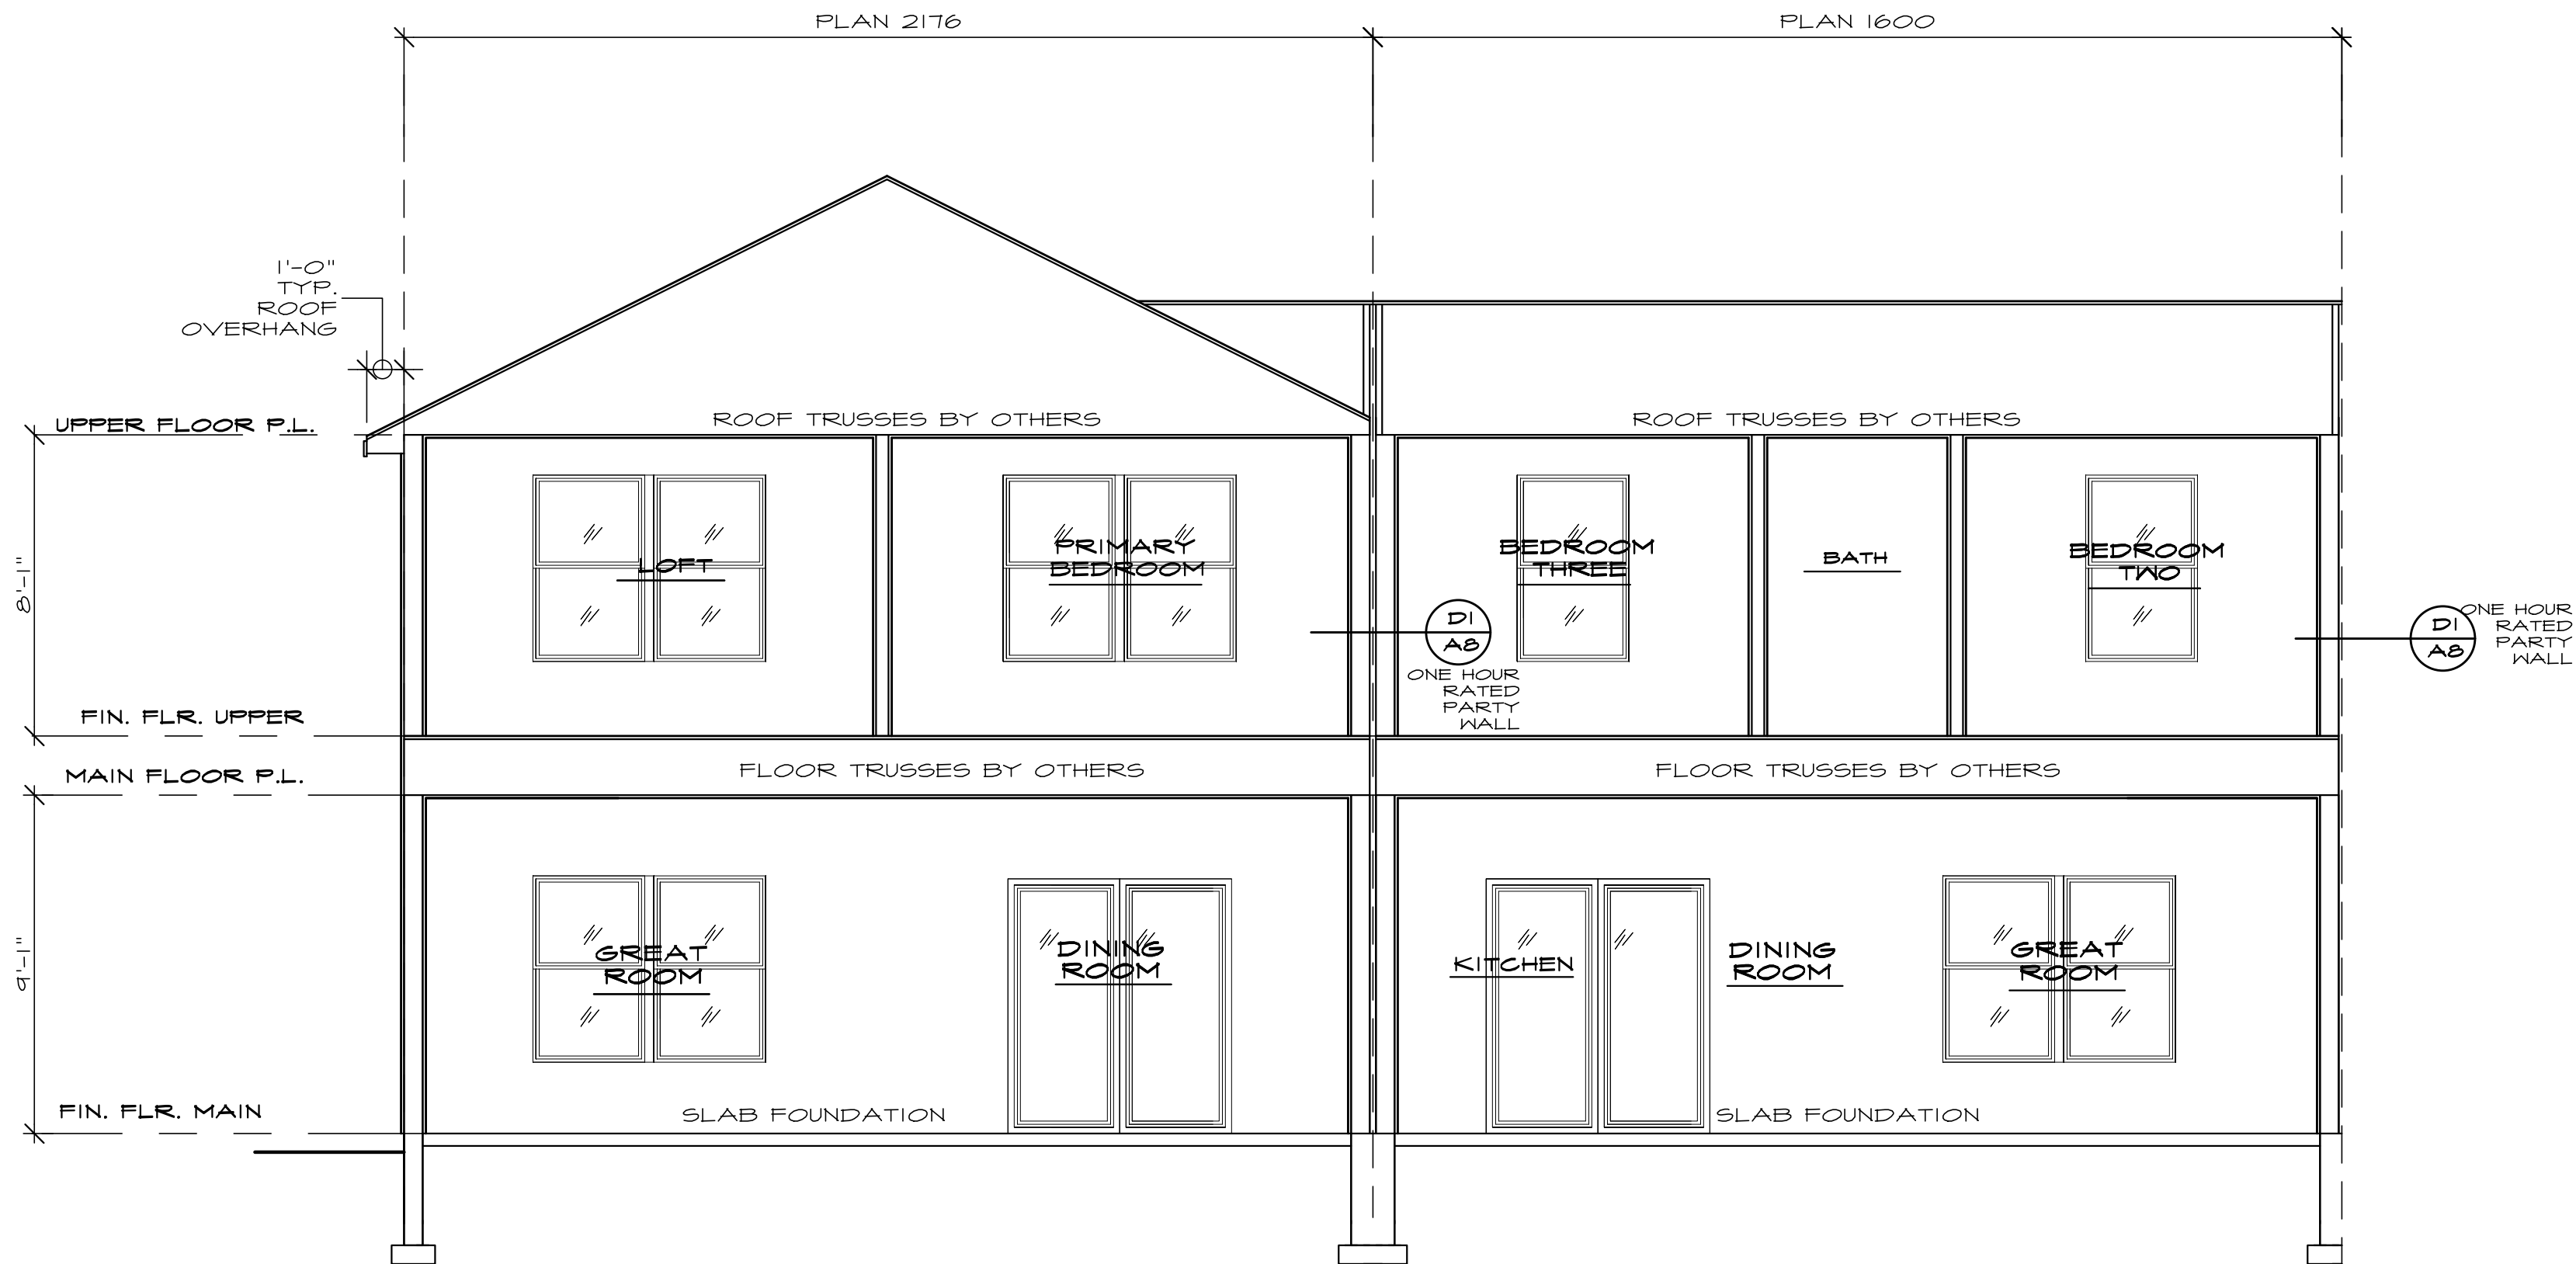 PLAN 2176
PLAN 1600
1'-0"
TYP.
ROOF
OVERHANG
UPPER FLOOR P.L.
ROOF TRUSSES BY OTHERS
ROOF TRUSSES BY OTHERS
8'-1"
LOFT
PRIMARY
BEDROOM
BEDROOM
THREE
BATH
BEDROOM
TWO
D1
A8
ONE HOUR
RATED
PARTY
WALL
D1
A8
ONE HOUR
RATED
PARTY
WALL
FIN. FLR. UPPER
MAIN FLOOR P.L.
FLOOR TRUSSES BY OTHERS
FLOOR TRUSSES BY OTHERS
9'-1"
GREAT
ROOM
DINING
ROOM
KITCHEN
DINING
ROOM
GREAT
ROOM
FIN. FLR. MAIN
SLAB FOUNDATION
SLAB FOUNDATION